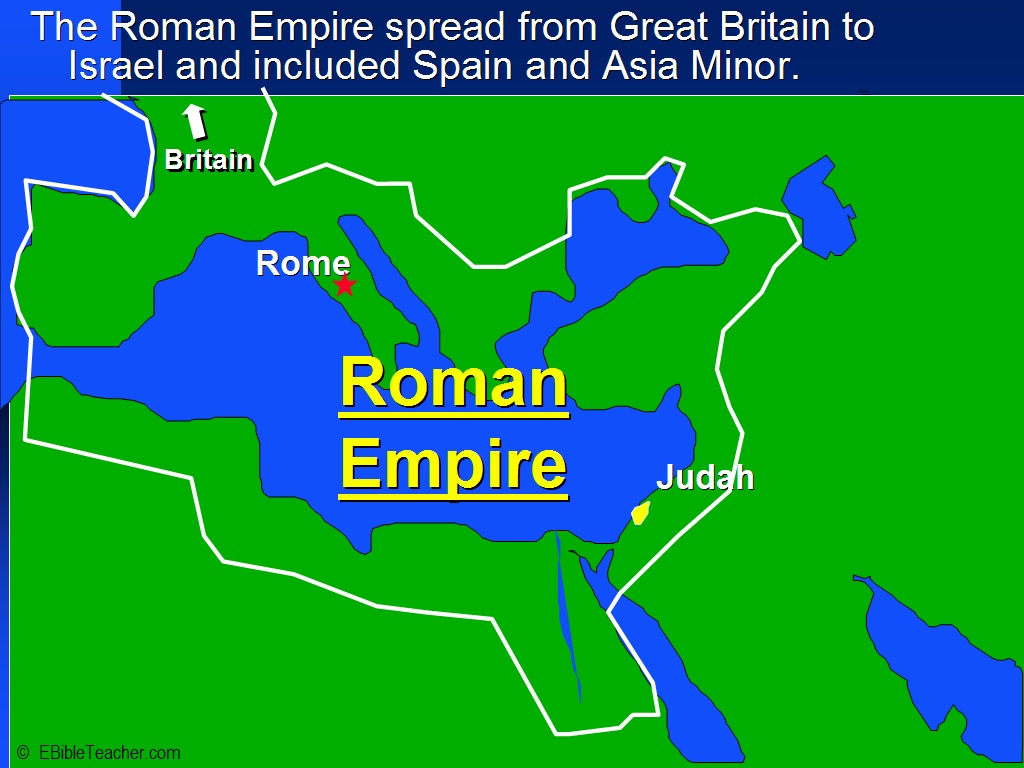 The Roman Empire spread from Great Britain to
Israel and included Spain and Asia Minor.
Britain
Rome
Roman
Empire
Judah
© EBibleTeacher.com